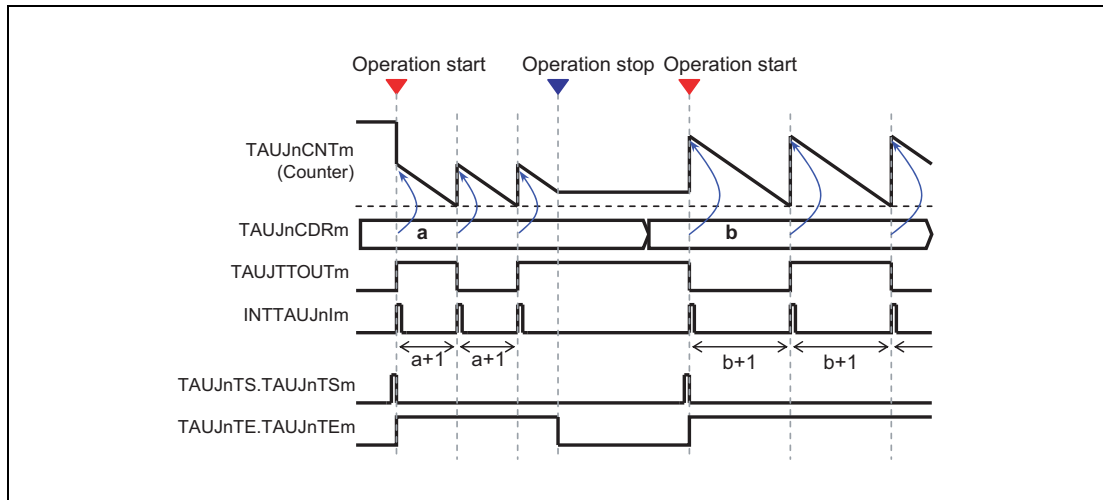 Operation start Operation stop Operation start
TAUJnCNTm
(Counter)
TAUJnCDRm a b
TAUJTTOUTm
INTTAUJnIm
a+1 a+1 b+1 b+1
TAUJnTS.TAUJnTSm
TAUJnTE.TAUJnTEm